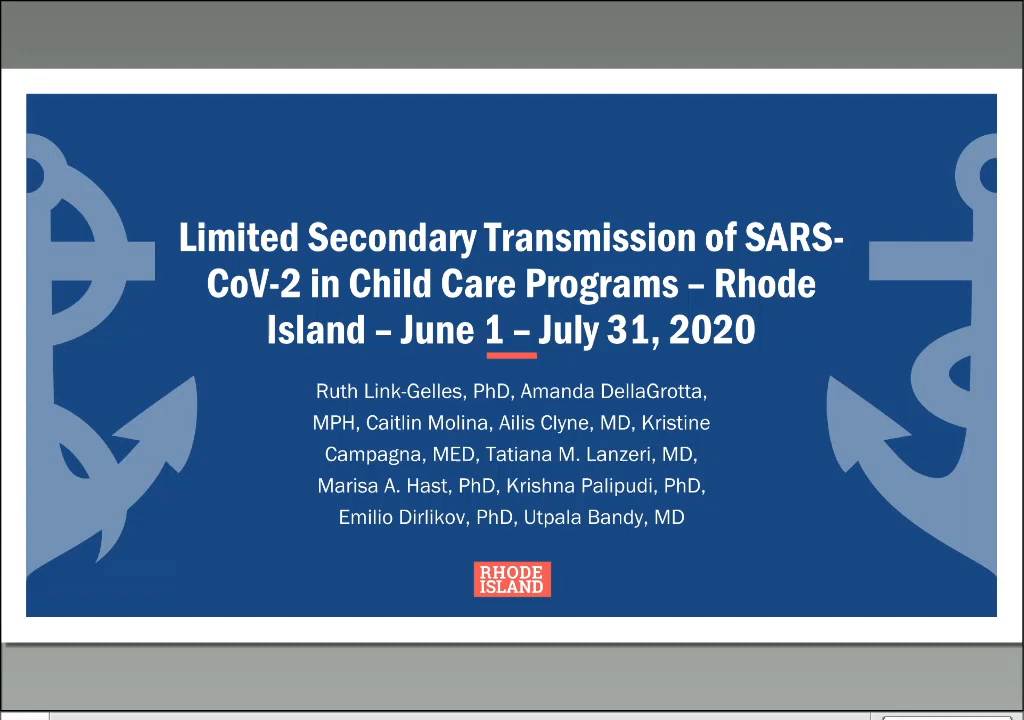 Limited Secondary Transmission of SARS-
CoV-2 in Child Care Programs – Rhode
Island – June 1 – July 31, 2020
Ruth Link-Gelles, PhD, Amanda DellaGrotta,
MPH, Caitlin Molina, Ailis Clyne, MD, Kristine
Campagna, MED, Tatiana M. Lanzeri, MD,
Marisa A. Hast, PhD, Krishna Palipudi, PhD,
Emilio Dirlikov, PhD, Utpala Bandy, MD
RHODE
ISLAND